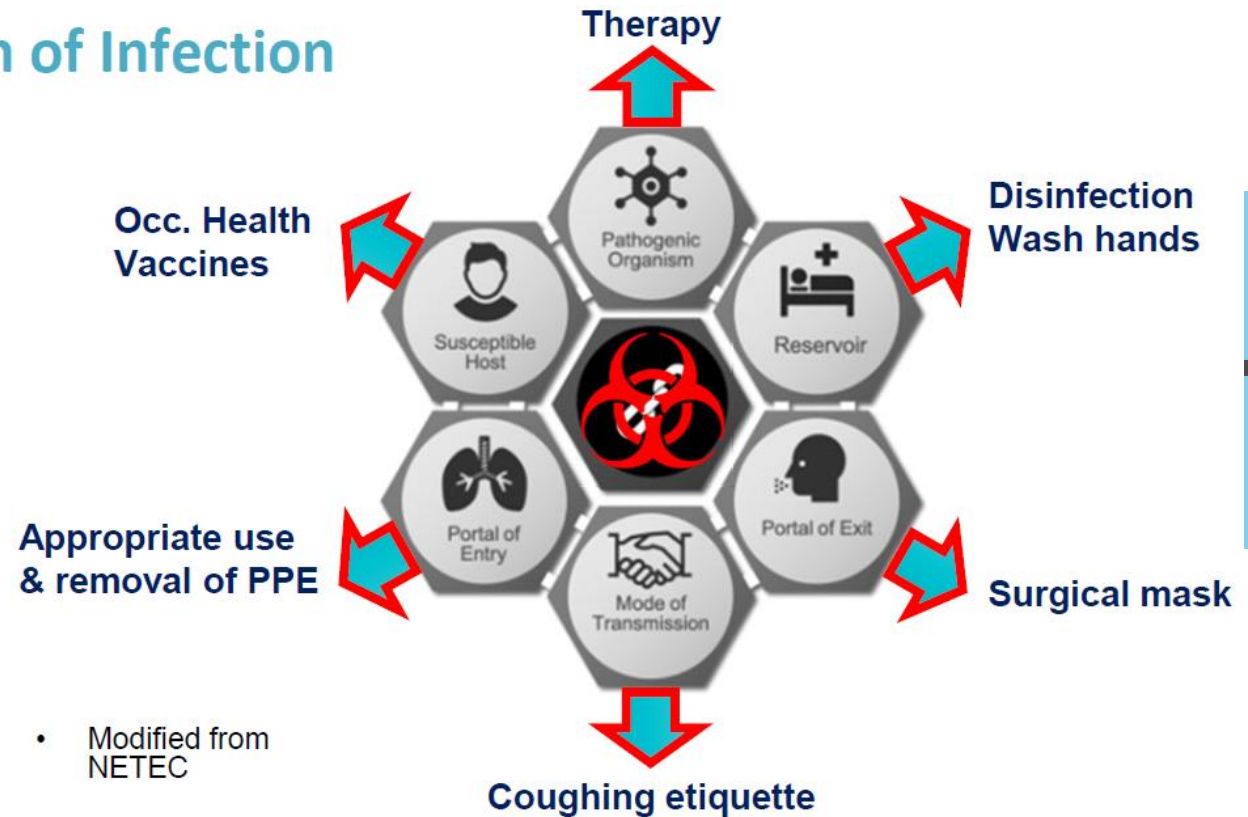 of Infection
Therapy
Occ. Health
Vaccines
Disinfection
Wash hands
Pathogenic
Organism
Susceptible
Host
Reservoir
Portal of
Entry
Portal of Exit
Mode of
Transmission
Appropriate use
& removal of PPE
Surgical mask
• Modified from
NETEC
Coughing etiquette